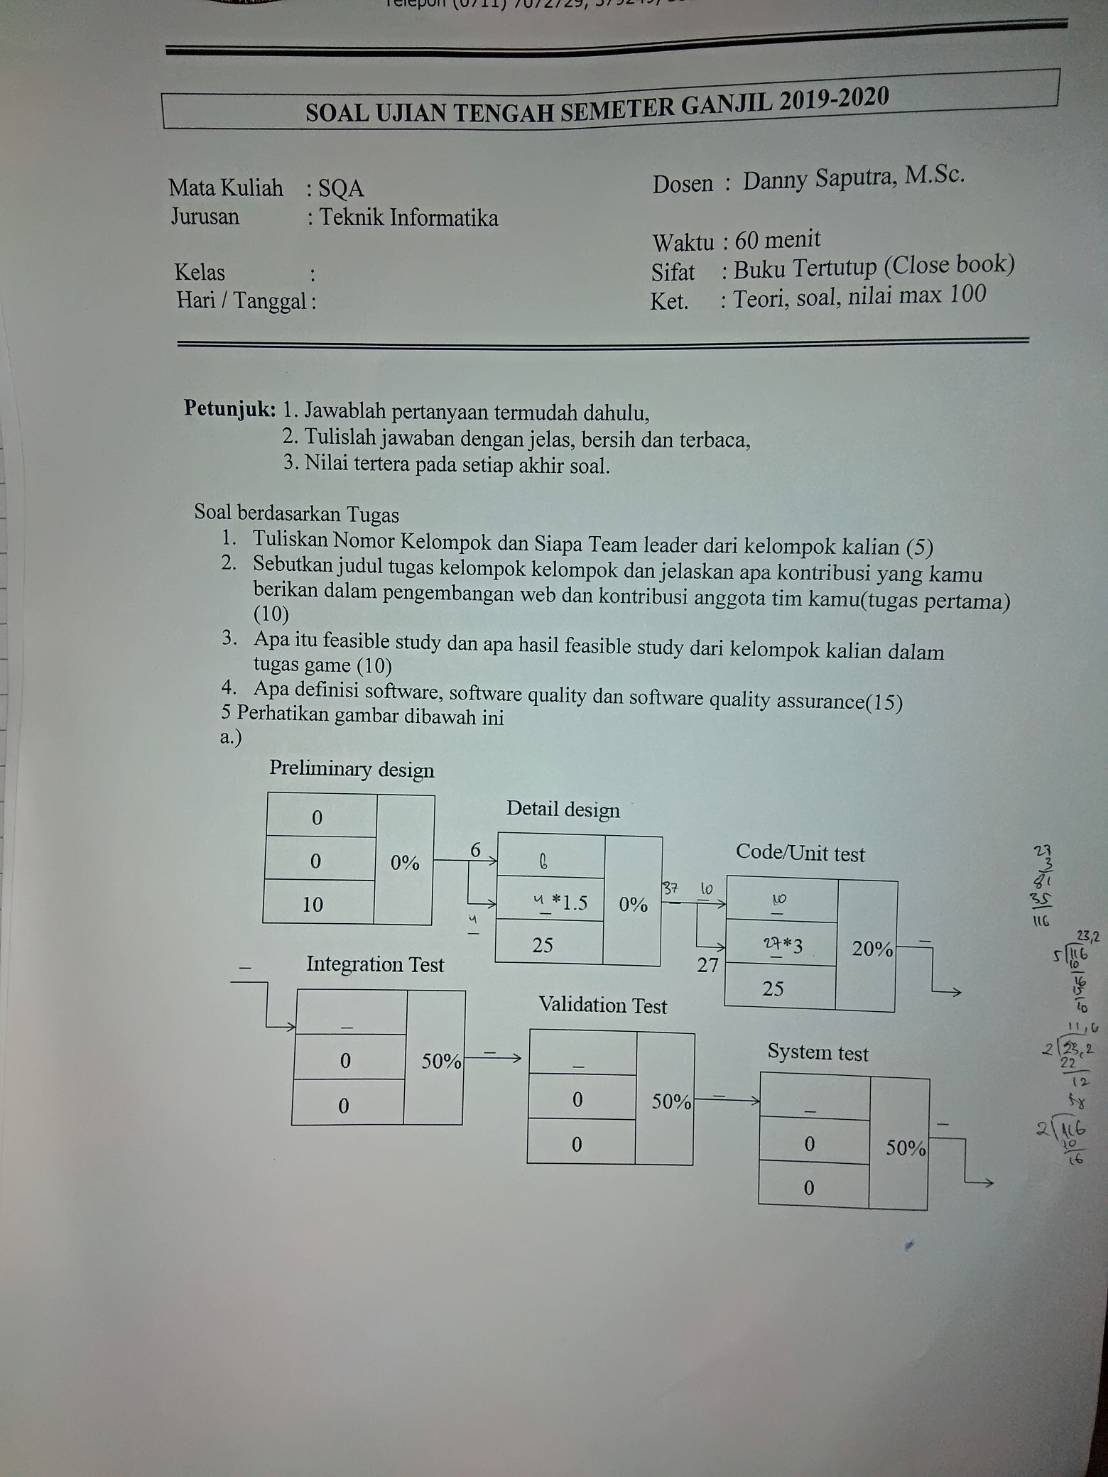 Telepon (0711) 7072729,
SOAL UJIAN TENGAH SEMETER GANJIL 2019-2020
Mata Kuliah : SQA
Dosen : Danny Saputra, M.Sc.
Jurusan : Teknik Informatika
Waktu : 60 menit
Kelas :
Sifat : Buku Tertutup (Close book)
Hari / Tanggal :
Ket. : Teori, soal, nilai max 100
Petunjuk: 1. Jawablah pertanyaan termudah dahulu,
2. Tulislah jawaban dengan jelas, bersih dan terbaca,
3. Nilai tertera pada setiap akhir soal.
Soal berdasarkan Tugas
1. Tuliskan Nomor Kelompok dan Siapa Team leader dari kelompok kalian (5)
2. Sebutkan judul tugas kelompok kelompok dan jelaskan apa kontribusi yang kamu
berikan dalam pengembangan web dan kontribusi anggota tim kamu(tugas pertama)
(10)
3. Apa itu feasible study dan apa hasil feasible study dari kelompok kalian dalam
tugas game (10)
4. Apa definisi software, software quality dan software quality assurance(15)
5 Perhatikan gambar dibawah ini
a.)
Preliminary design
0
0 0%
10
6
4
Detail design
6
4 *1.5 0%
25
37 10
27
Code/Unit test
10
27*3 20%
25
Integration Test
0 50%
0
Validation Test
0 50%
0
System test
0 50%
0
27
3
81
35
116
23,2
5 116
10
16
15
10
11,6
2 23,2
22
12
58
2 116
10
16